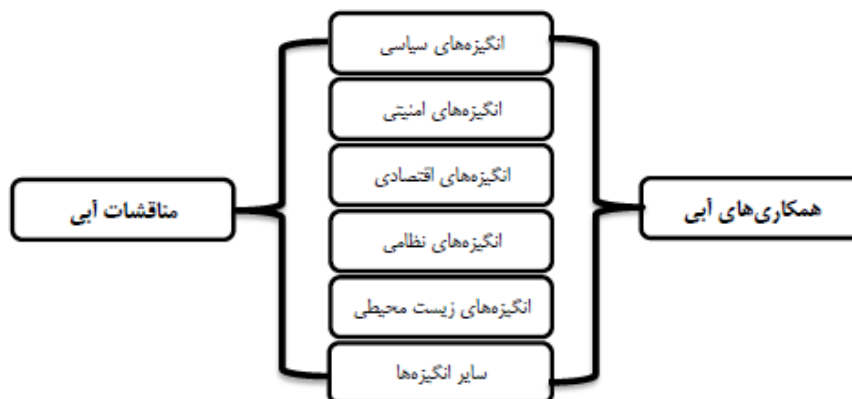 انگیزه‌های سیاسی
انگیزه‌های امنیتی
انگیزه‌های اقتصادی
همکاری‌های آبی
مناقشات آبی
انگیزه‌های نظامی
انگیزه‌های زیست محیطی
سایر انگیزه‌ها